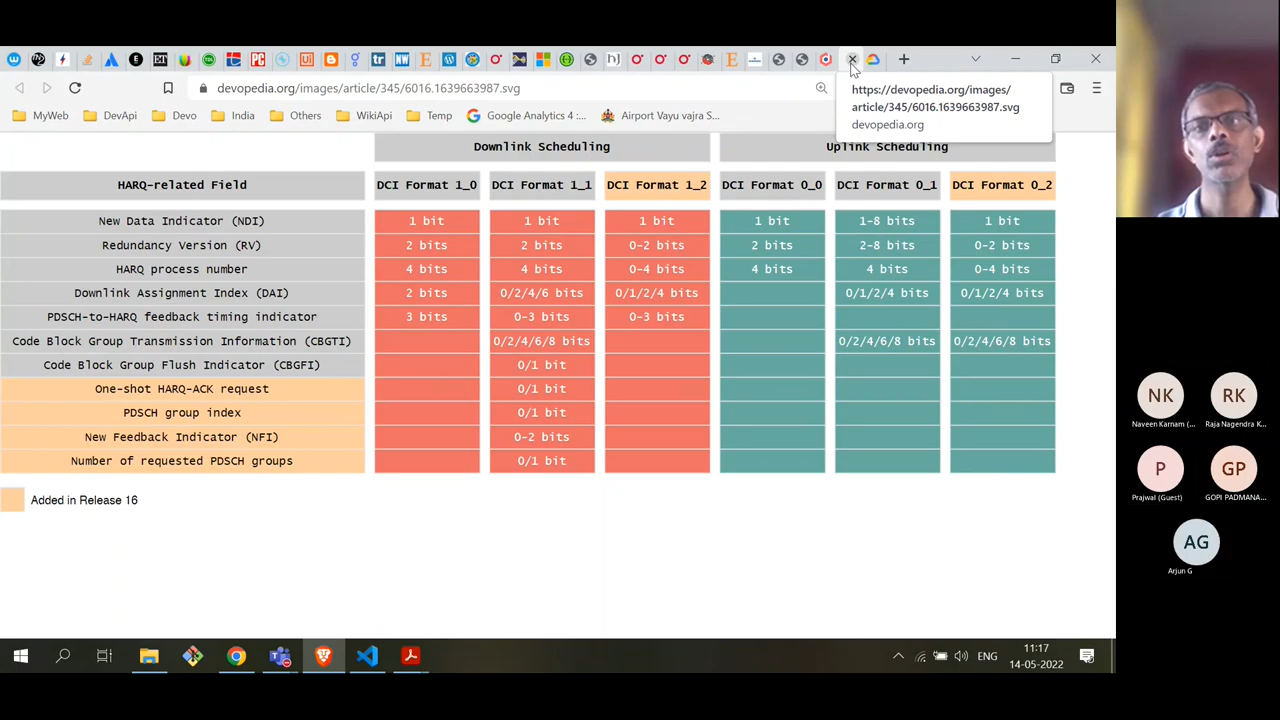 devopedia.org/images/article/345/6016.1639663987.svg
https://devopedia.org/images/
article/345/6016.1639663987.svg
devopedia.org
MyWeb DevApi Devo India Others WikiApi Temp Google Analytics 4 :... Airport Vayu vajra s...
Downlink Scheduling Uplink Scheduling
HARQ-related Field DCI Format 1_0 DCI Format 1_1 DCI Format 1_2 DCI Format 0_0 DCI Format 0_1 DCI Format 0_2
New Data Indicator (NDI) 1 bit 1 bit 1 bit 1 bit 1-8 bits 1 bit
Redundancy Version (RV) 2 bits 2 bits 0-2 bits 2 bits 2-8 bits 0-2 bits
HARQ process number 4 bits 4 bits 0-4 bits 4 bits 4 bits 0-4 bits
Downlink Assignment Index (DAI) 2 bits 0/2/4/6 bits 0/1/2/4 bits 0/1/2/4 bits 0/1/2/4 bits
PDSCH-to-HARQ feedback timing indicator 3 bits 0-3 bits 0-3 bits
Code Block Group Transmission Information (CBGTI) 0/2/4/6/8 bits 0/2/4/6/8 bits 0/2/4/6/8 bits
Code Block Group Flush Indicator (CBGFI) 0/1 bit
One-shot HARQ-ACK request 0/1 bit
PDSCH group index 0/1 bit
New Feedback Indicator (NFI) 0-2 bits
Number of requested PDSCH groups 0/1 bit
Added in Release 16
NK RK
Naveen Karnam (... Raja Nagendra K...
P GP
Prajwal (Guest) GOPI PADMANA...
AG
Arjun G
ENG
11:17
14-05-2022